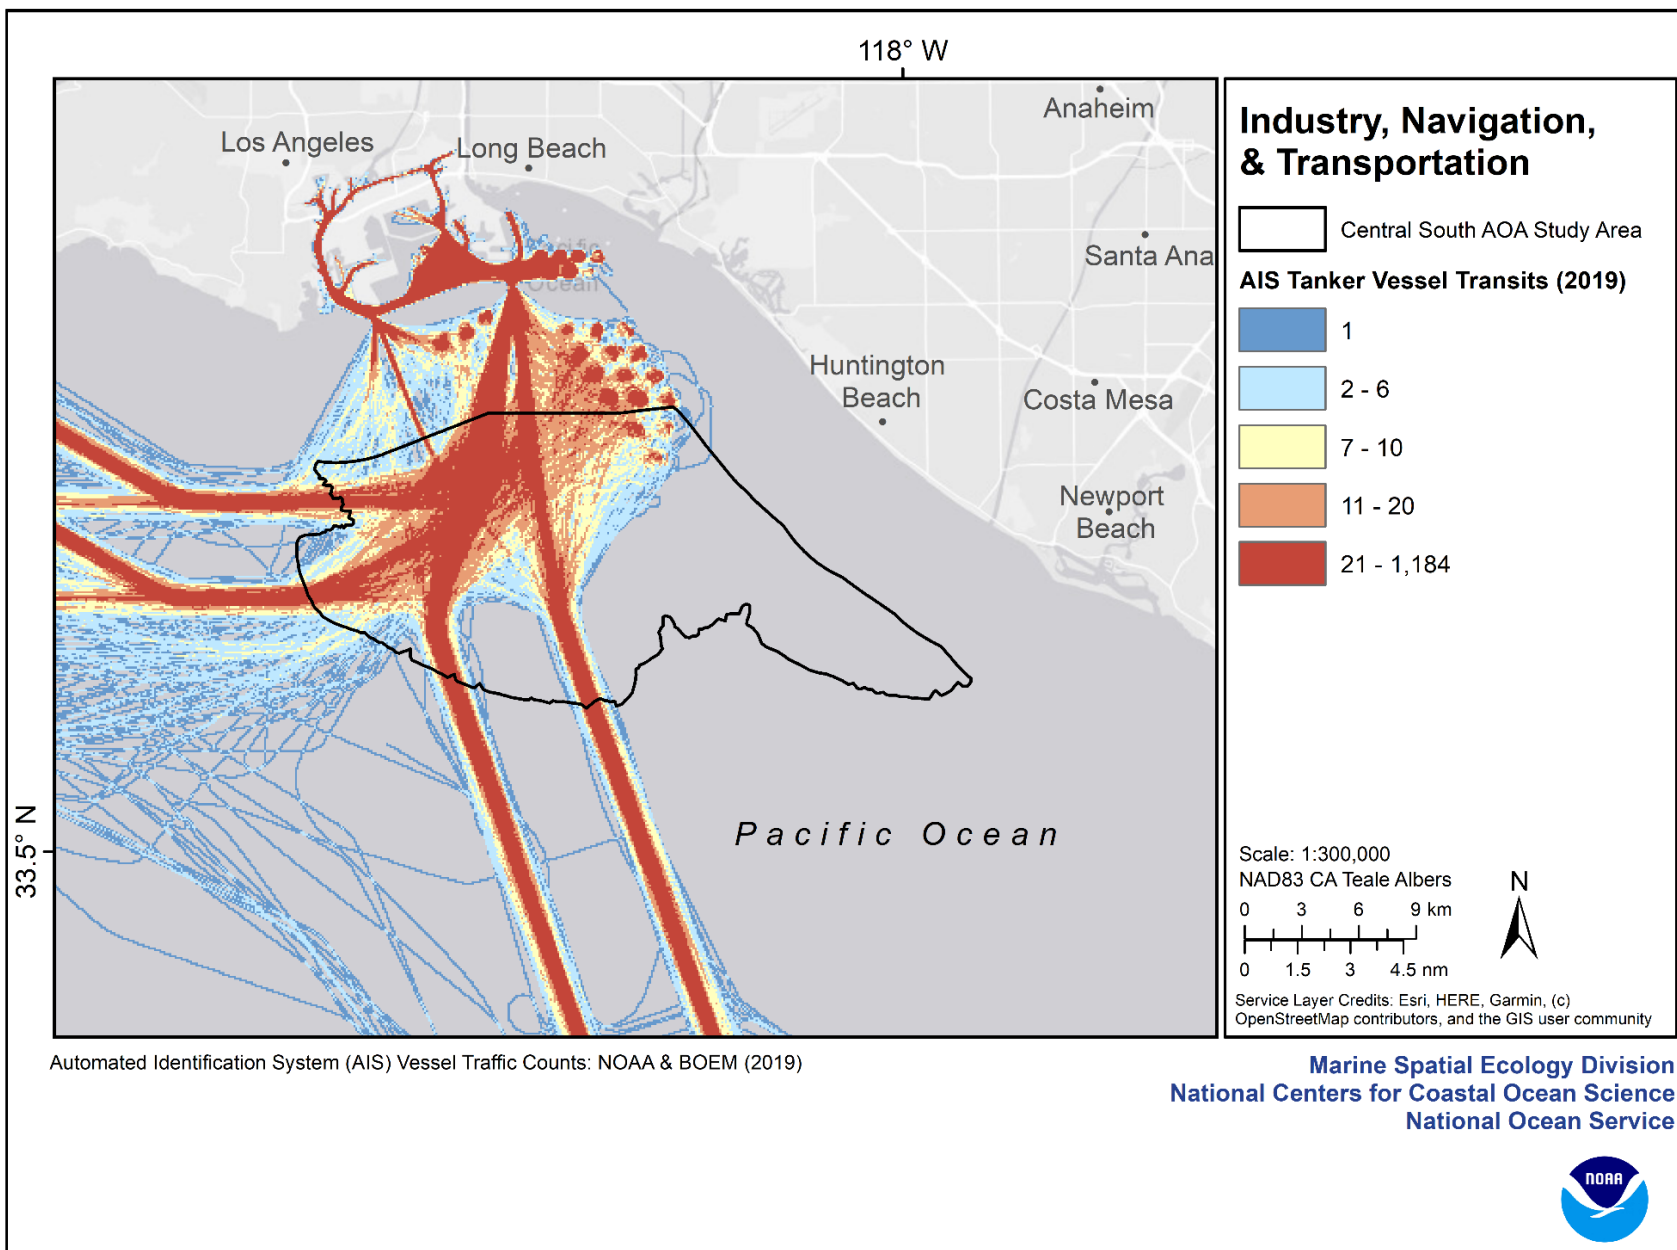 118° W
Anaheim
Los Angeles
Long Beach
Santa Ana
Pacific
Ocean
Huntington
Beach
Costa Mesa
Newport
Beach
Pacific Ocean
33.5° N
Industry, Navigation,
& Transportation
Central South AOA Study Area
AIS Tanker Vessel Transits (2019)
1
2 - 6
7 - 10
11 - 20
21 - 1,184
Scale: 1:300,000
NAD83 CA Teale Albers
0 3 6 9 km
0 1.5 3 4.5 nm
N
Service Layer Credits: Esri, HERE, Garmin, (c)
OpenStreetMap contributors, and the GIS user community
Automated Identification System (AIS) Vessel Traffic Counts: NOAA & BOEM (2019)
Marine Spatial Ecology Division
National Centers for Coastal Ocean Science
National Ocean Service
NOAA